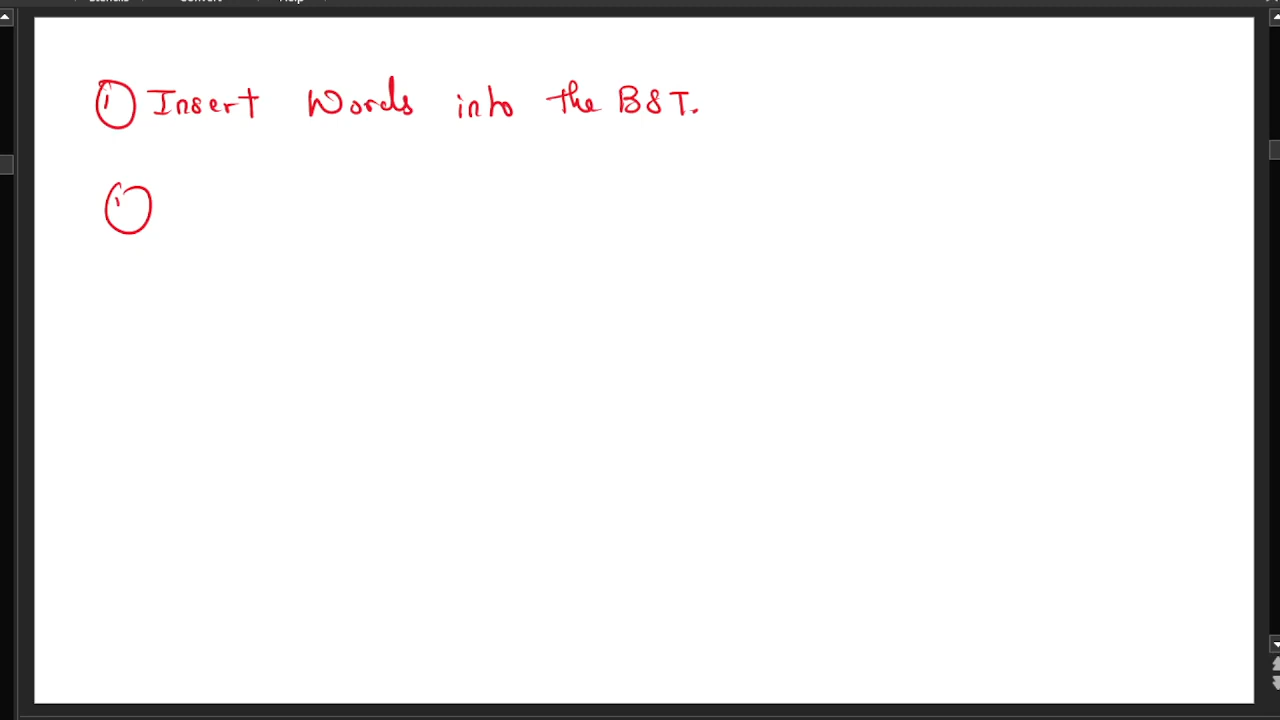 ① Insert Words into the BST.